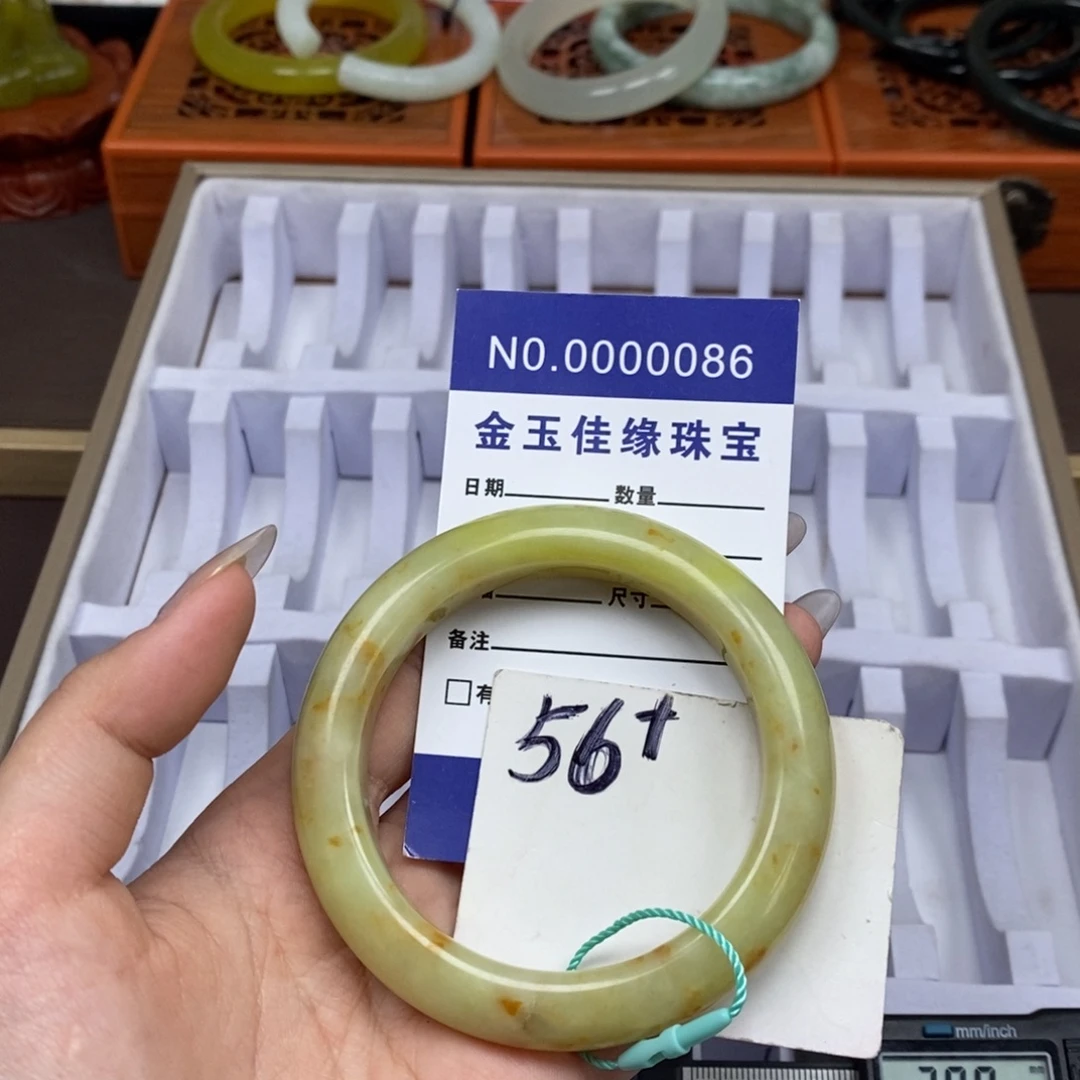 NO.0000086
金玉佳缘珠宝
日期 数量
尺寸
备注
有
56+
mm/inch